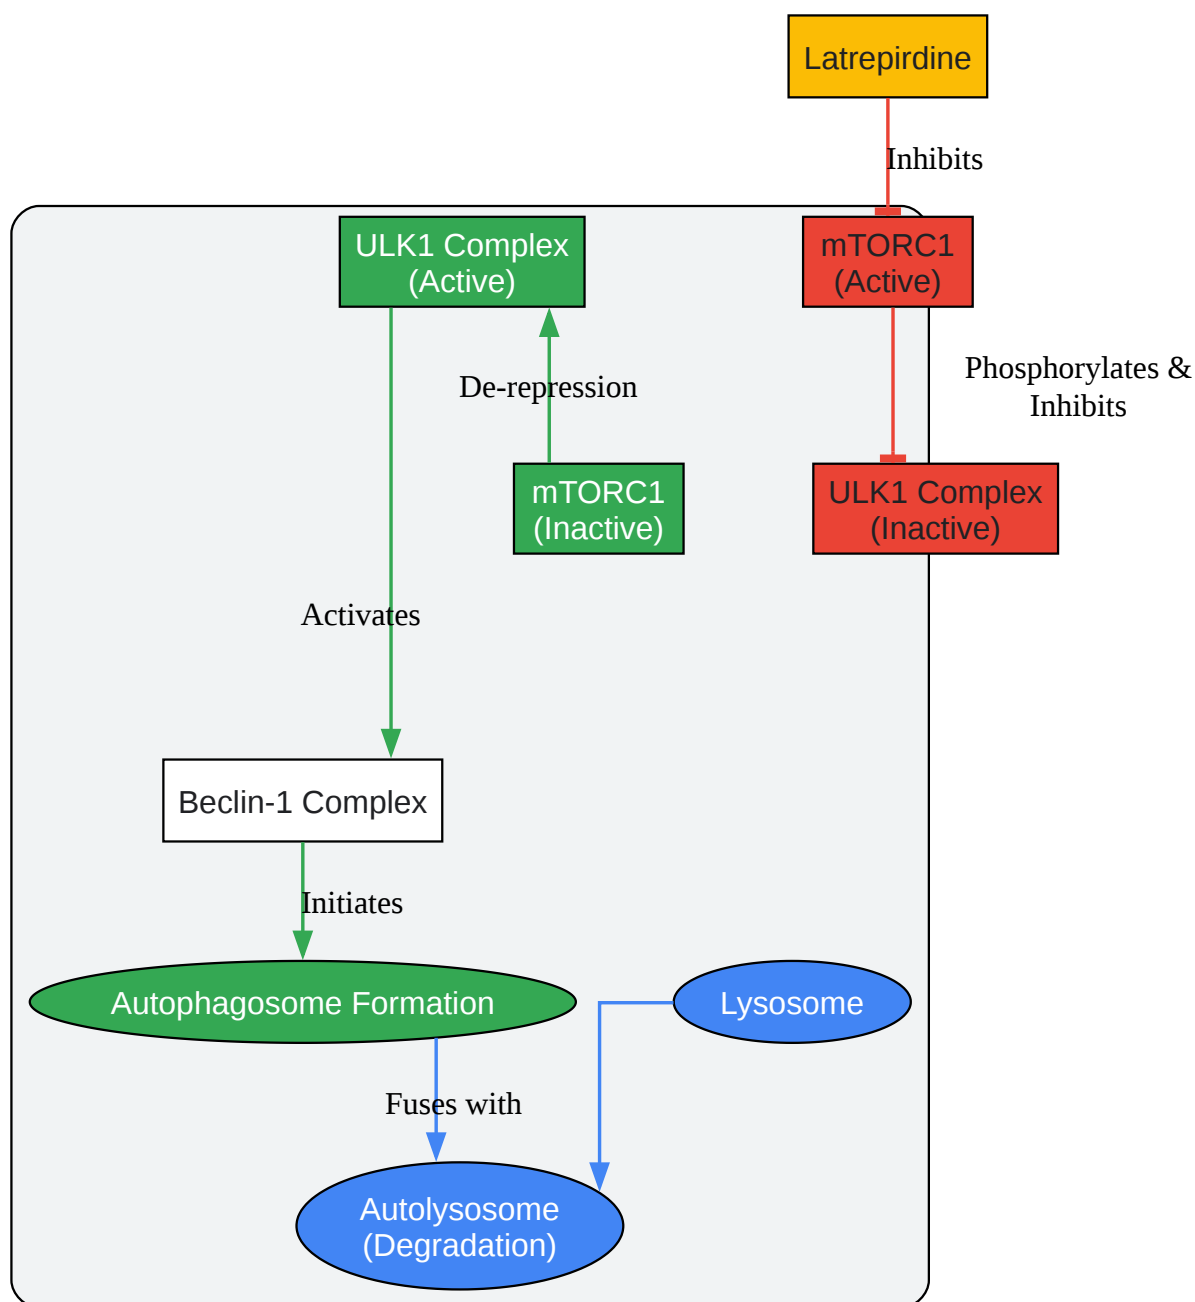 Latrepirdine
Inhibits
ULK1 Complex
(Active)
mTORC1
(Active)
De-repression
Phosphorylates &
Inhibits
mTORC1
(Inactive)
ULK1 Complex
(Inactive)
Activates
Beclin-1 Complex
Initiates
Autophagosome Formation
Lysosome
Fuses with
Autolysosome
(Degradation)